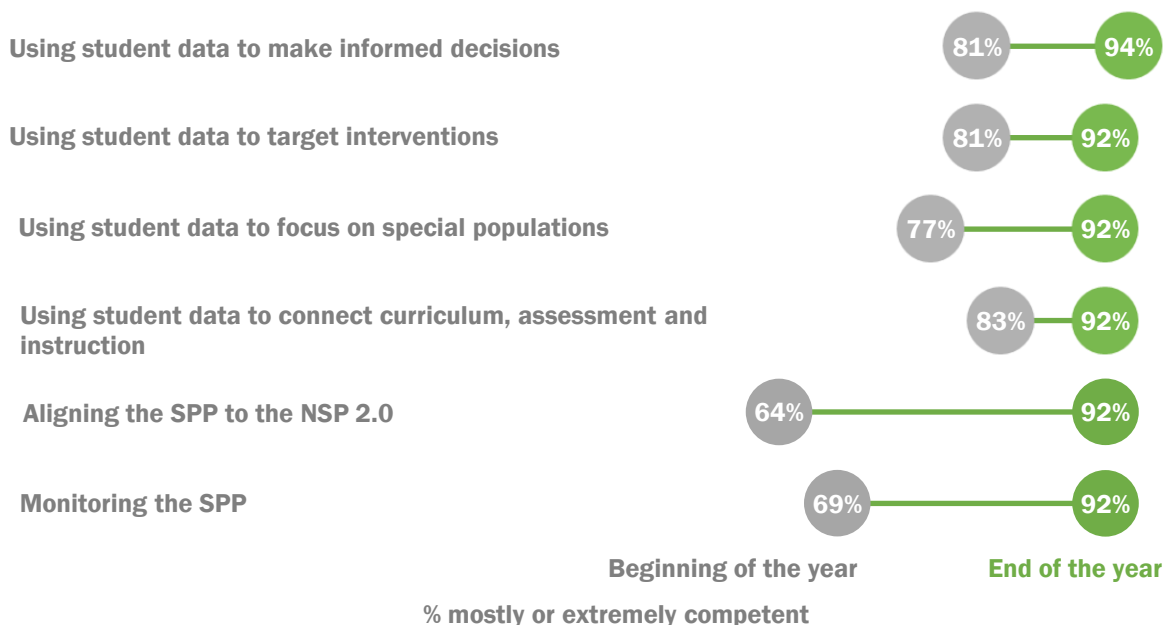 Using student data to make informed decisions 81% 94%
Using student data to target interventions 81% 92%
Using student data to focus on special populations 77% 92%
Using student data to connect curriculum, assessment and
instruction 83% 92%
Aligning the SPP to the NSP 2.0 64% 92%
Monitoring the SPP 69% 92%
Beginning of the year End of the year
% mostly or extremely competent